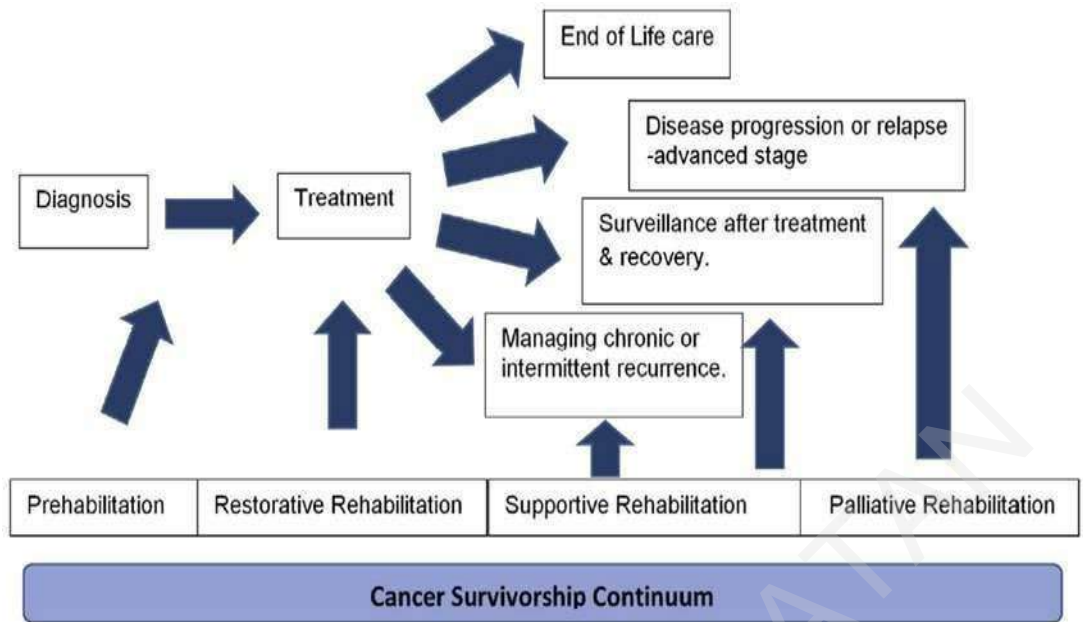 End of Life care
Disease progression or relapse
-advanced stage
Diagnosis
Treatment
Surveillance after treatment
& recovery.
Managing chronic or
intermittent recurrence.
Prehabilitation
Restorative Rehabilitation
Supportive Rehabilitation
Palliative Rehabilitation
Cancer Survivorship Continuum
ATAN